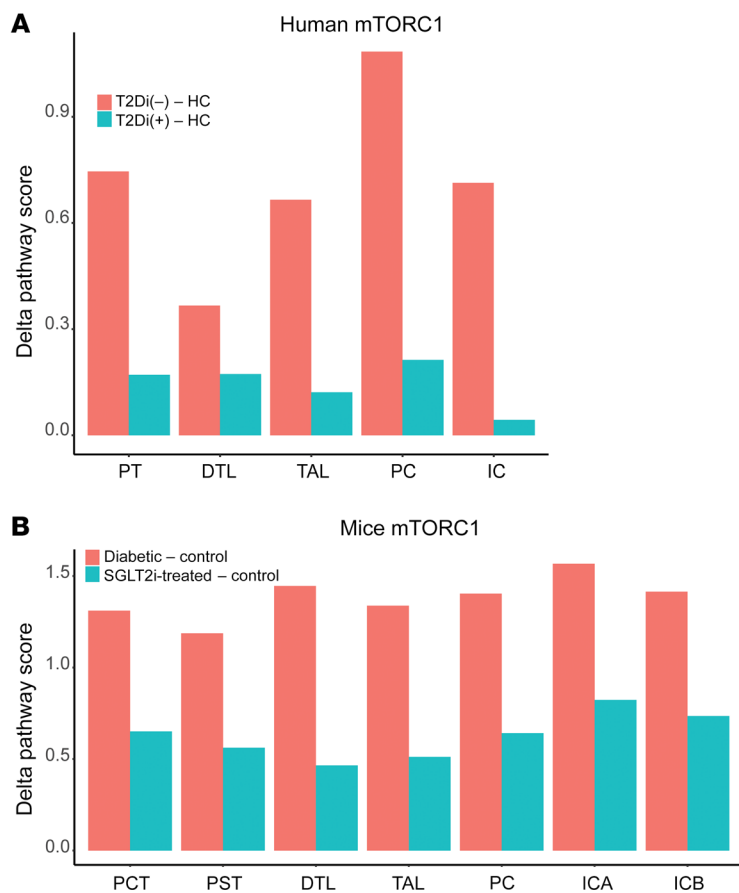 A
Human mTORC1
T2Di(–) – HC
T2Di(+) – HC
Delta pathway score
0.9
0.6
0.3
0.0
PT DTL TAL PC IC
B
Mice mTORC1
Diabetic – control
SGLT2i-treated – control
Delta pathway score
1.5
1.0
0.5
0.0
PCT PST DTL TAL PC ICA ICB